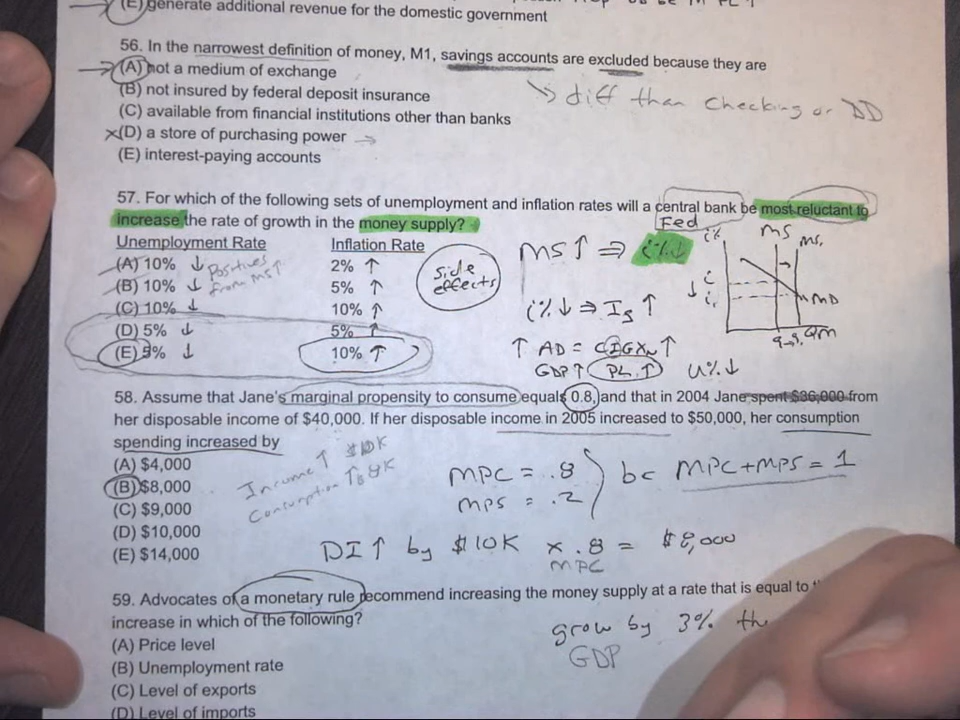 (E) generate additional revenue for the domestic government
56. In the narrowest definition of money, M1, savings accounts are excluded because they are
(A) not a medium of exchange
(B) not insured by federal deposit insurance
diff than checking or DD
(C) available from financial institutions other than banks
(D) a store of purchasing power
(E) interest-paying accounts
57. For which of the following sets of unemployment and inflation rates will a central bank be most reluctant to
increase the rate of growth in the money supply?
Fed
Unemployment Rate Inflation Rate
(A) 10% ↓ 2% ↑
(B) 10% ↓ 5% ↑
(C) 10% ↓ 10% ↑
(D) 5% ↓ 5% ↑
(E) 5% ↓ 10% ↑
Positives
from MS↑
side
effects
MS↑ ⇒ i%↓
i%↓ ⇒ Ig ↑
↑ AD = CIGXn↑
GDP↑ PL↑ U%↓
i% MS MS1
i
↓ i1
MD
q→q1 QM
58. Assume that Jane's marginal propensity to consume equals 0.8, and that in 2004 Jane spent $36,000 from
her disposable income of $40,000. If her disposable income in 2005 increased to $50,000, her consumption
spending increased by
(A) $4,000
(B) $8,000
(C) $9,000
(D) $10,000
(E) $14,000
Income ↑ $10K
Consumption ↑ 8K
MPC = .8
MPS = .2
bc MPC+MPS = 1
DI↑ by $10K x .8 = $8,000
MPC
59. Advocates of a monetary rule recommend increasing the money supply at a rate that is equal to
increase in which of the following?
(A) Price level
(B) Unemployment rate
(C) Level of exports
(D) Level of imports
grow by 3%
GDP